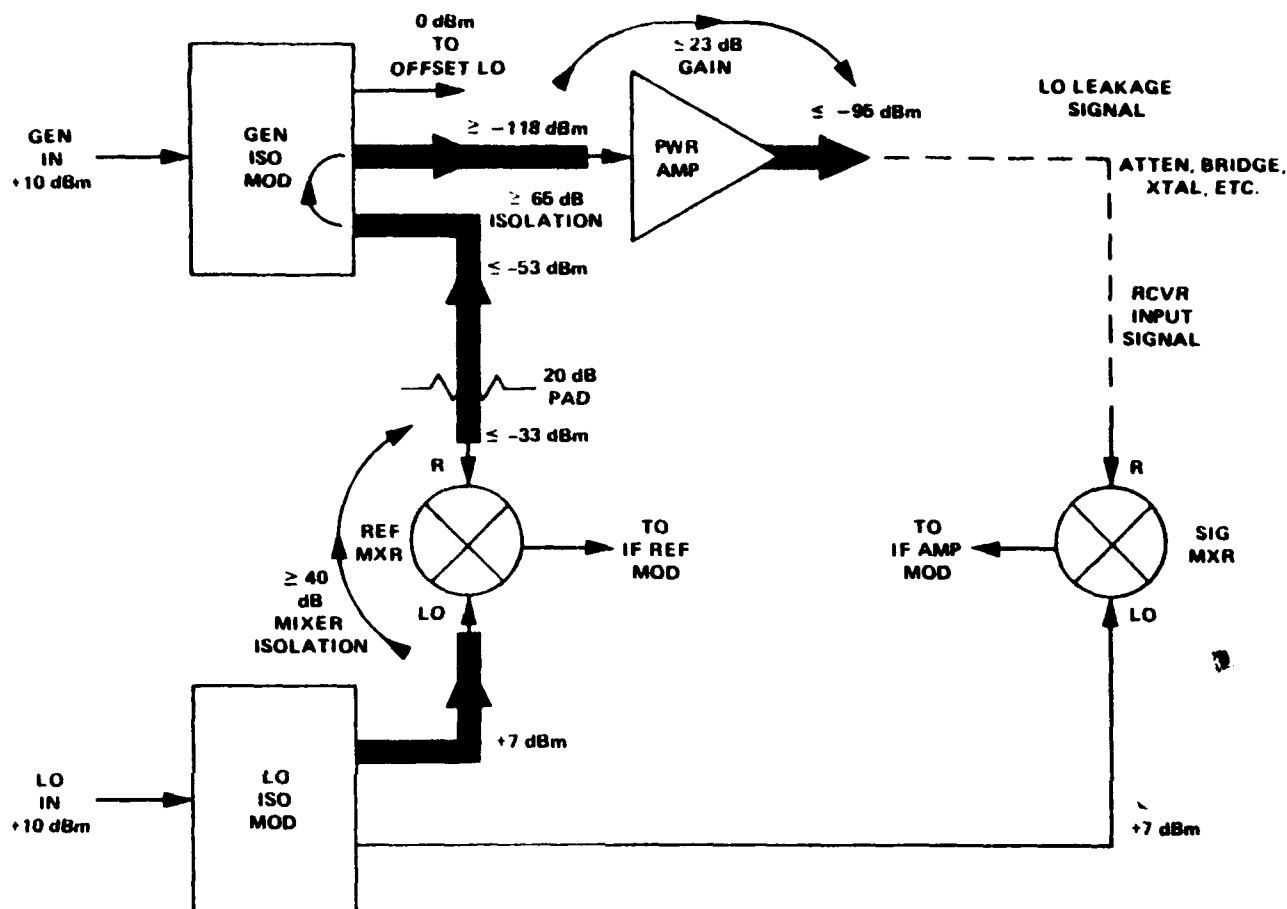 0 dBm
TO
OFFSET LO
≥ 23 dB
GAIN
GEN
IN
+10 dBm
GEN
ISO
MOD
≥ -118 dBm
PWR
AMP
≤ -95 dBm
LO LEAKAGE
SIGNAL
ATTEN, BRIDGE,
XTAL, ETC.
≥ 65 dB
ISOLATION
≤ -53 dBm
RCVR
INPUT
SIGNAL
20 dB
PAD
≤ -33 dBm
R
REF
MXR
LO
TO
IF REF
MOD
TO
IF AMP
MOD
R
SIG
MXR
LO
≥ 40
dB
MIXER
ISOLATION
+7 dBm
LO
IN
+10 dBm
LO
ISO
MOD
+7 dBm